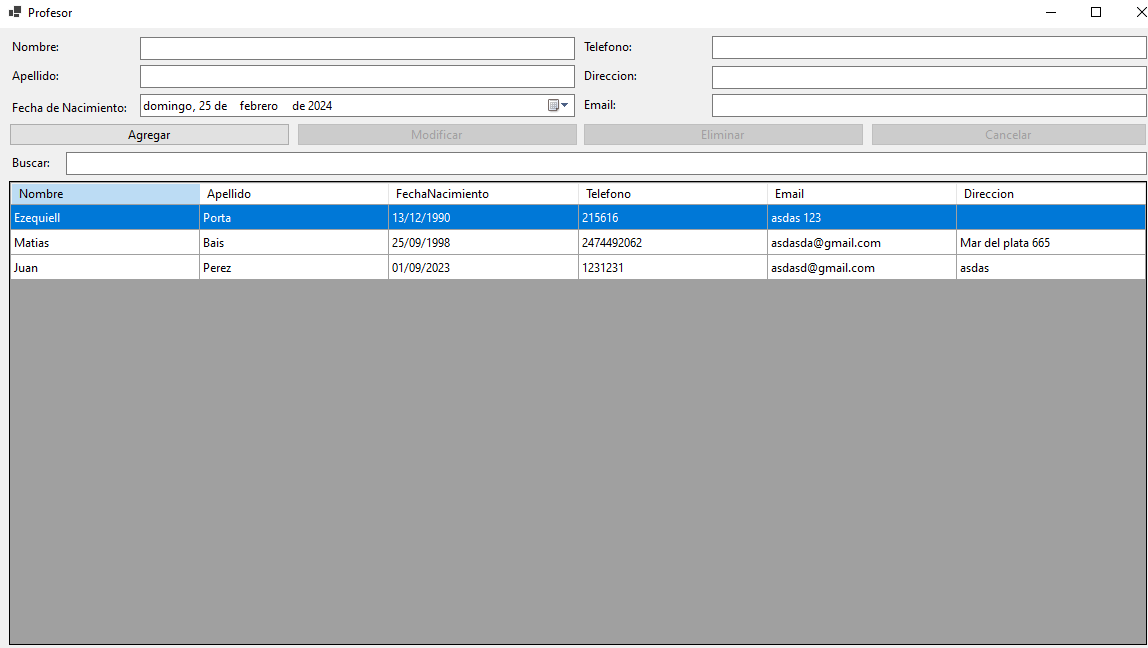 Profesor
Nombre:
Telefono:
Apellido:
Direccion:
Fecha de Nacimiento: domingo, 25 de febrero de 2024
Email:
Agregar Modificar Eliminar Cancelar
Buscar:
Nombre Apellido FechaNacimiento Telefono Email Direccion
Ezequiell Porta 13/12/1990 215616 asdas 123
Matias Bais 25/09/1998 2474492062 asdasda@gmail.com Mar del plata 665
Juan Perez 01/09/2023 1231231 asdasd@gmail.com asdas